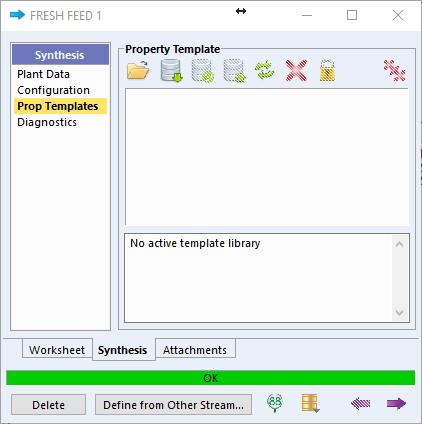 FRESH FEED 1
Synthesis
Plant Data
Configuration
Prop Templates
Diagnostics
Property Template
No active template library
Worksheet
Synthesis
Attachments
OK
Delete
Define from Other Stream...